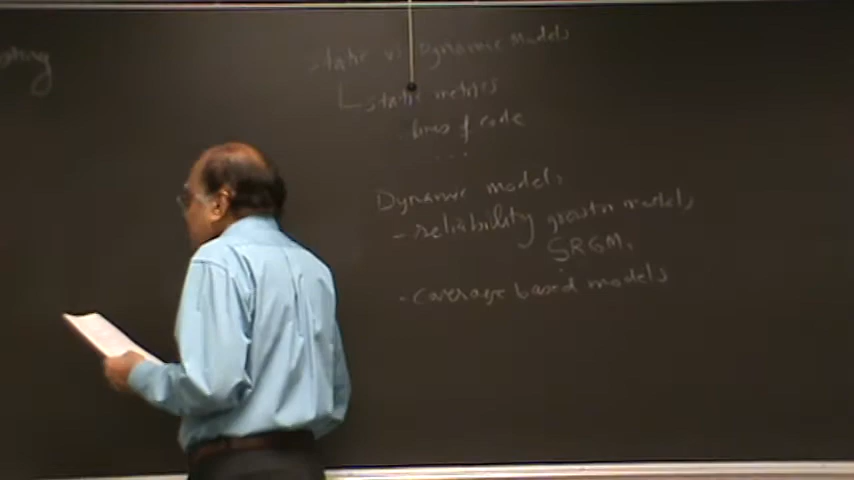 Static vs Dynamic models
static metrics
lines of code
....
Dynamic models
- reliability growth models
SRGM.
- coverage based models